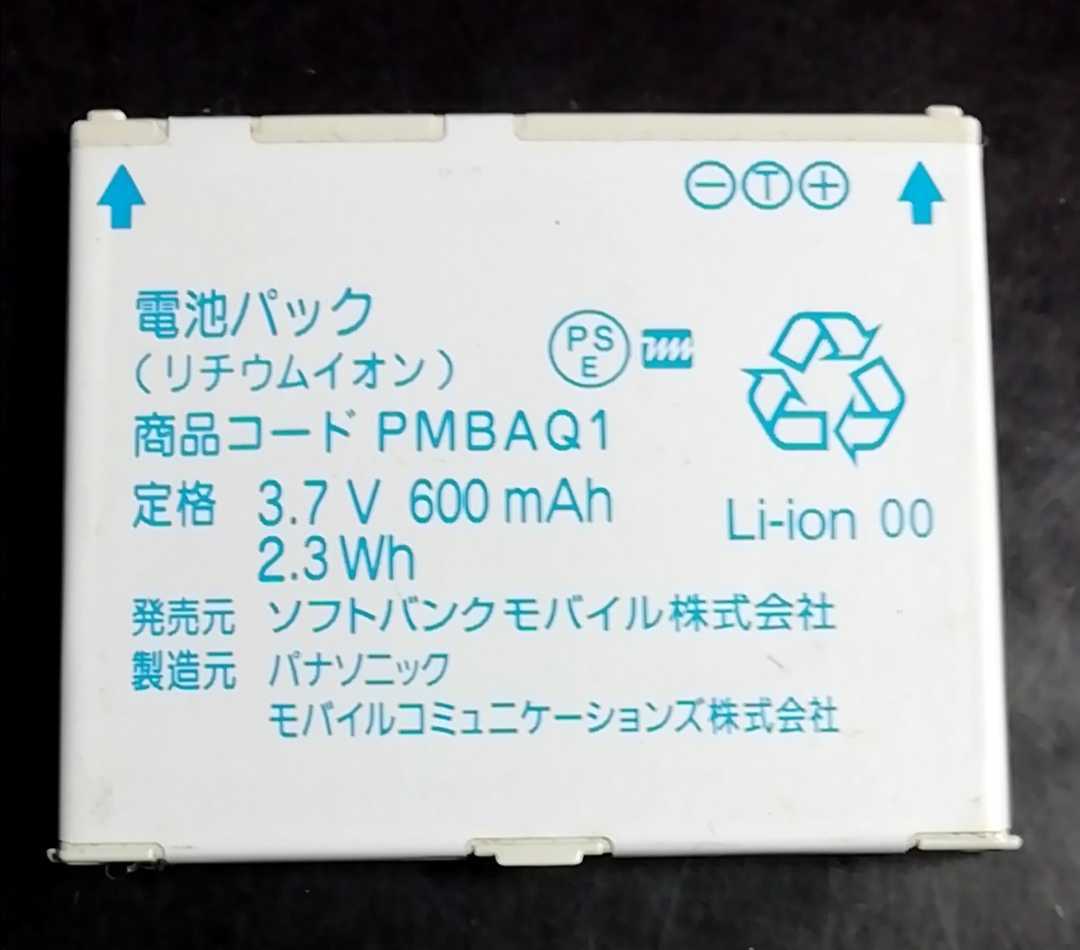 ⊖Ⓣ⊕
電池パック
(リチウムイオン)
PS
E
商品コード PMBAQ1
定格 3.7 V 600 mAh
2.3 Wh
Li-ion 00
発売元 ソフトバンクモバイル株式会社
製造元 パナソニック
モバイルコミュニケーションズ株式会社